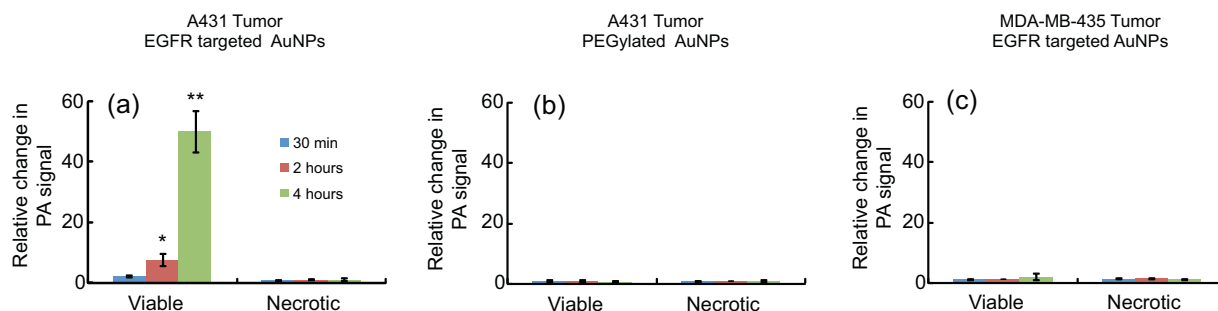 A431 Tumor
EGFR targeted AuNPs
(a)
Relative change in
PA signal
60
40
20
0
*
**
30 min
2 hours
4 hours
Viable
Necrotic
A431 Tumor
PEGylated AuNPs
(b)
Relative change in
PA signal
60
40
20
0
Viable
Necrotic
MDA-MB-435 Tumor
EGFR targeted AuNPs
(c)
Relative change in
PA signal
60
40
20
0
Viable
Necrotic